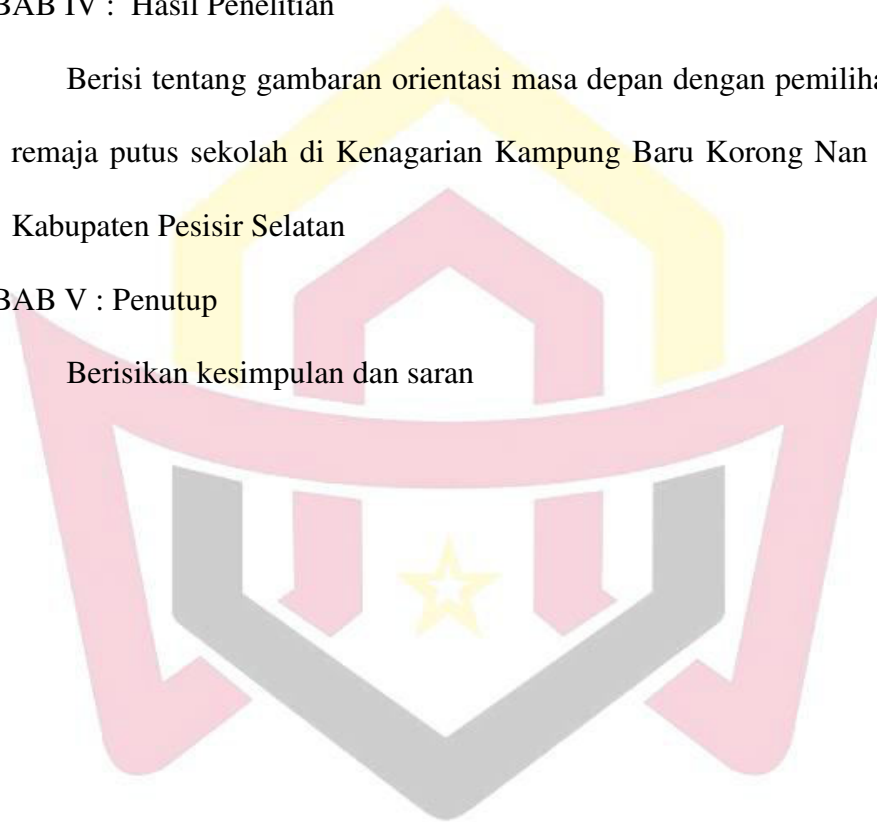 BAB IV : Hasil Penelitian
Berisi tentang gambaran orientasi masa depan dengan
remaja putus sekolah di Kenagarian Kampung Baru Korong Nan
Kabupaten Pesisir Selatan
BAB V : Penutup
Berisikan kesimpulan dan saran